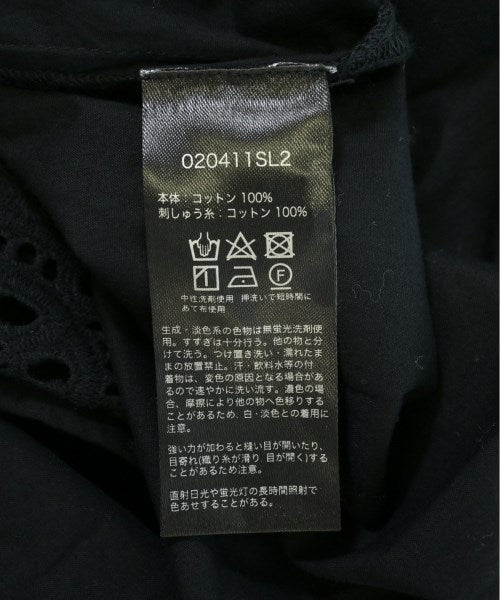 020411SL2
本体：コットン 100%
刺しゅう糸：コットン 100%
中性洗剤使用 押洗いで短時間に
あて布使用
生成・淡色系の色物は無蛍光洗剤使
用。すすぎは十分行う。他の物と分
けて洗う。つけ置き洗い・濡れたま
まの放置禁止。汗・飲料水等の付
着物は、変色の原因となる場合があ
るので速やかに洗い流す。濃色の場
合、摩擦により他の物へ色移りする
ことがあるため、白・淡色との着用に
注意。
強い力が加わると縫い目が開いたり、
目寄れ(織り糸が滑り、目が開く)する
ことがあるため注意。
直射日光や蛍光灯の長時間照射で
色あせすることがある。